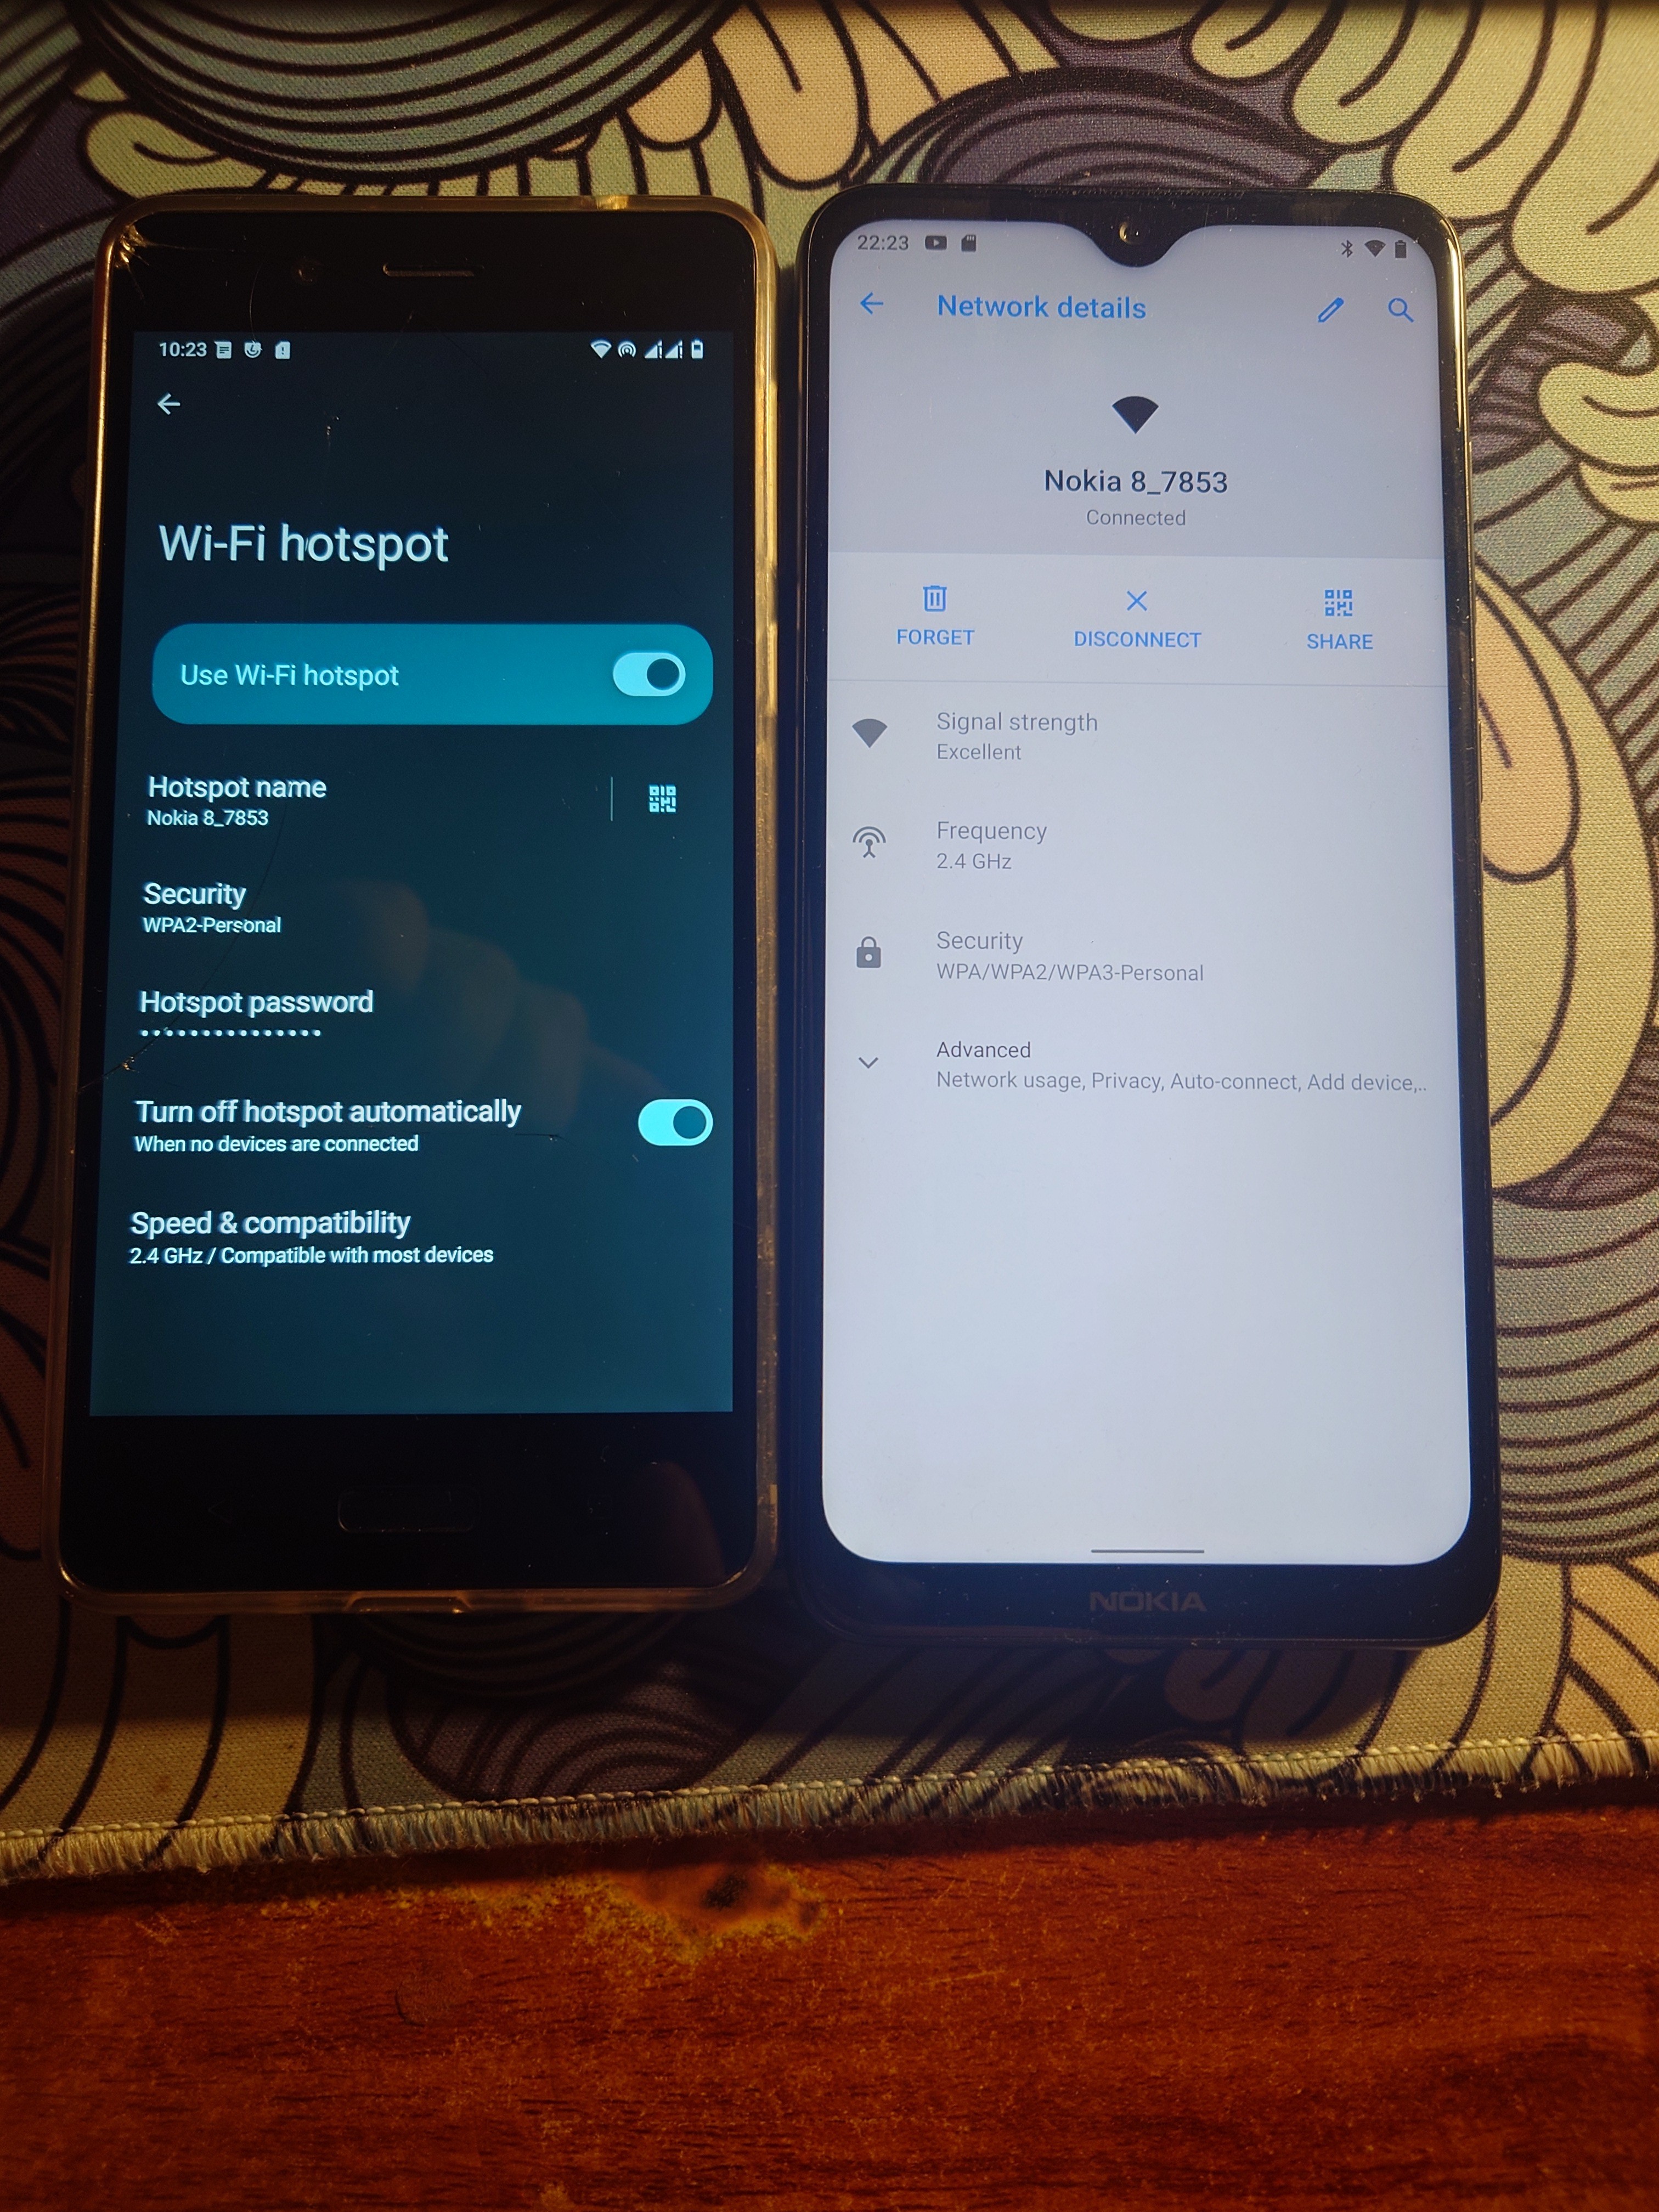 10:23
Wi-Fi hotspot
Use Wi-Fi hotspot
Hotspot name
Nokia 8_7853
Security
WPA2-Personal
Hotspot password
•••••••••••••••
Turn off hotspot automatically
When no devices are connected
Speed & compatibility
2.4 GHz / Compatible with most devices
22:23
Network details
Nokia 8_7853
Connected
FORGET
DISCONNECT
SHARE
Signal strength
Excellent
Frequency
2.4 GHz
Security
WPA/WPA2/WPA3-Personal
Advanced
Network usage, Privacy, Auto-connect, Add device,..
NOKIA